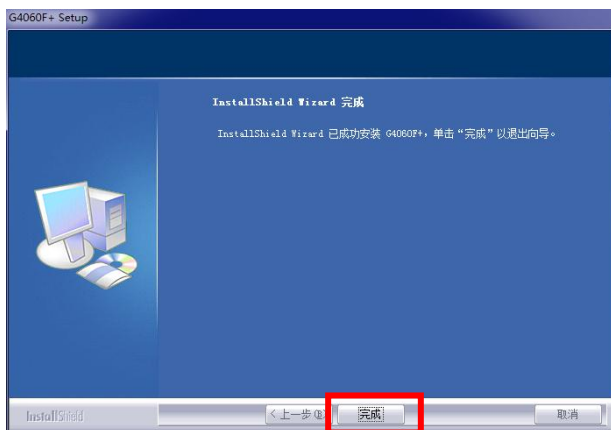 G4060F+ Setup
InstallShield Wizard 完成
InstallShield Wizard 已成功安装 G4060F+，单击“完成”以退出向导。
InstallShield
<上一步(B)
完成
取消